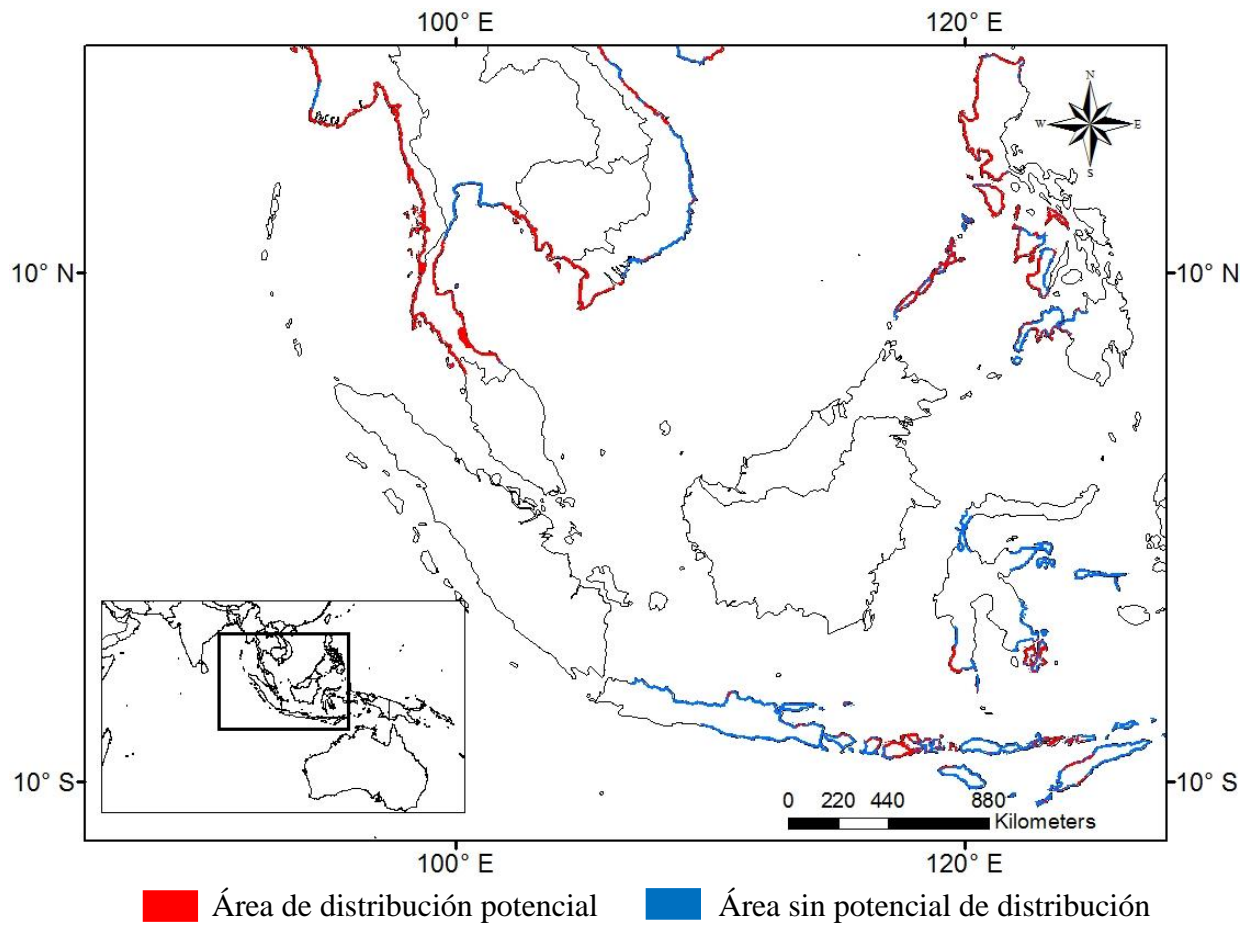 100° E 120° E
N
W E
S
10° N 10° N
10° S 10° S
0 220 440 880
Kilometers
100° E 120° E
Área de distribución potencial Área sin potencial de distribución